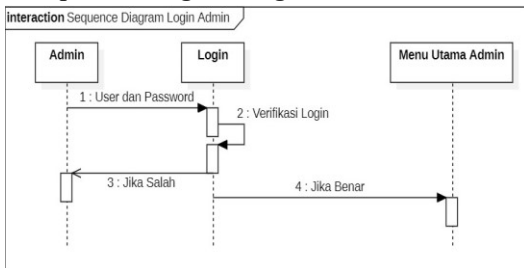 interaction Sequence Diagram Login Admin
Admin
Login
Menu Utama Admin
1 : User dan Password
2 : Verifikasi Login
3 : Jika Salah
4 : Jika Benar